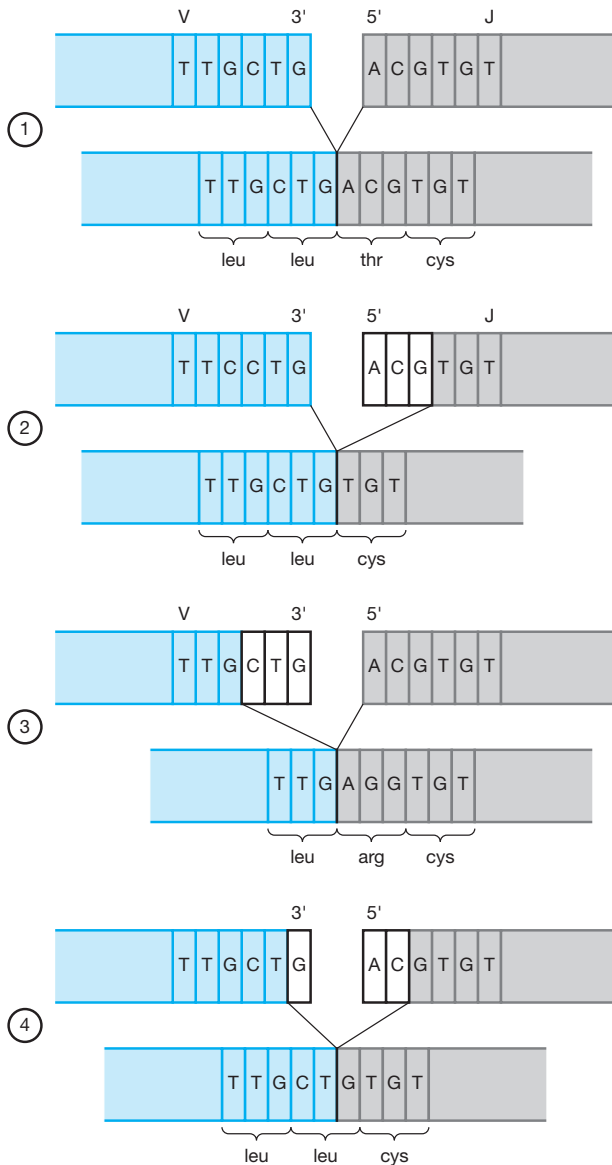 V 3' 5' J
T T G C T G A C G T G T
1
T T G C T G A C G T G T
leu leu thr cys
V 3' 5' J
T T C C T G A C G T G T
2
T T G C T G T G T
leu leu cys
V 3' 5'
T T G C T G A C G T G T
3
T T G A G G T G T
leu arg cys
3' 5'
T T G C T G A C G T G T
4
T T G C T G T G T
leu leu cys